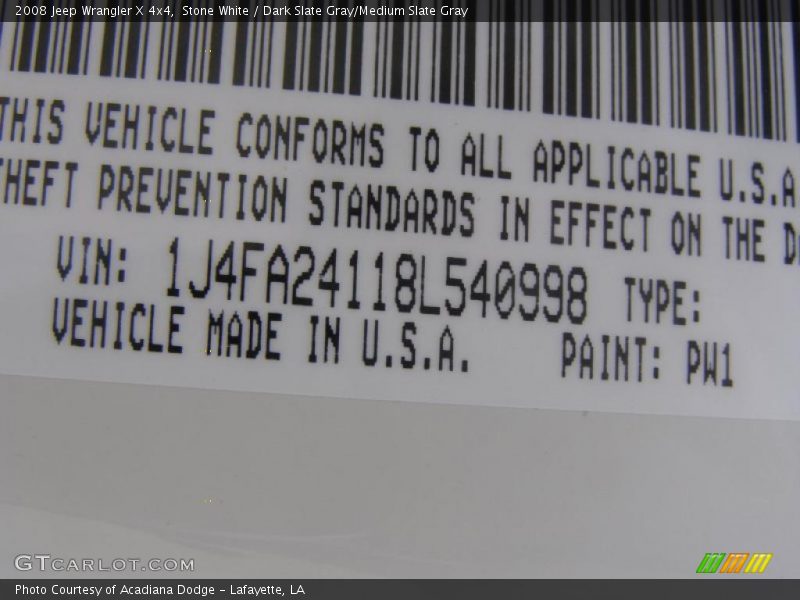 2008 Jeep Wrangler X 4x4, Stone White / Dark Slate Gray/Medium Slate Gray
THIS VEHICLE CONFORMS TO ALL APPLICABLE U.S.A
THEFT PREVENTION STANDARDS IN EFFECT ON THE D
VIN: 1J4FA24118L540998 TYPE:
VEHICLE MADE IN U.S.A. PAINT: PW1
GTCARLOT.COM
Photo Courtesy of Acadiana Dodge - Lafayette, LA